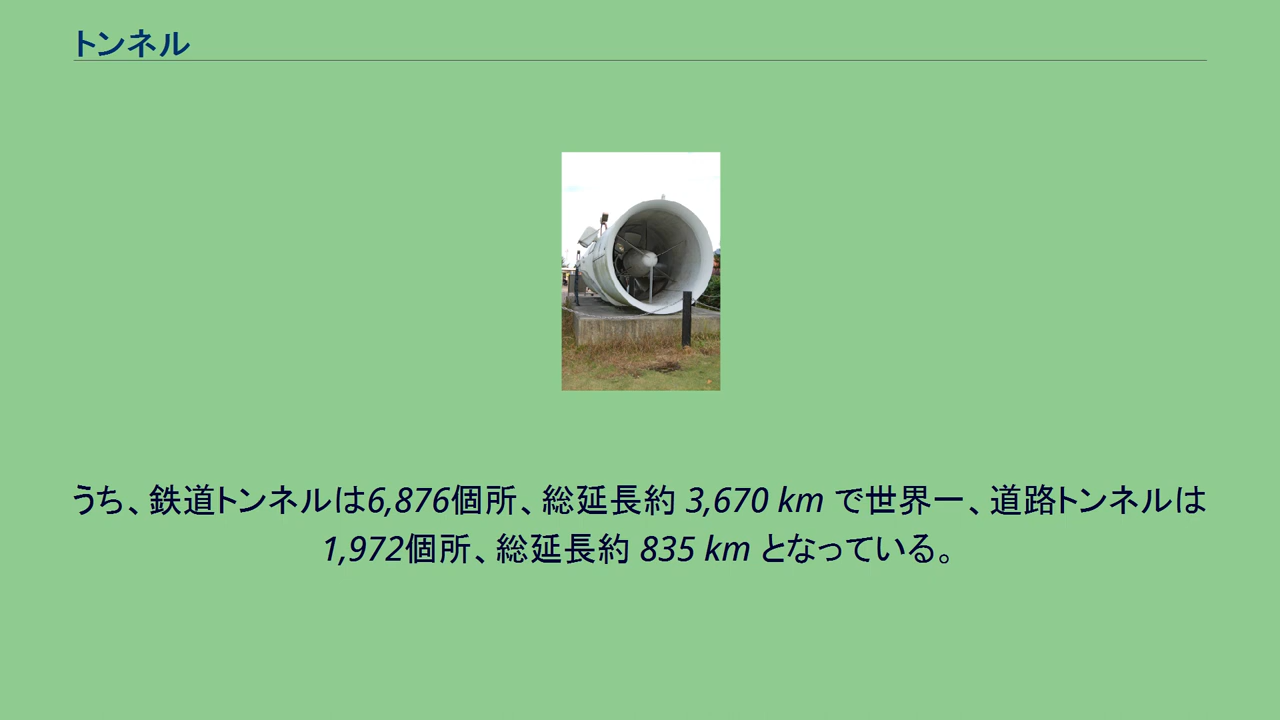 トンネル
うち、鉄道トンネルは6,876個所、総延長約 3,670 km で世界一、道路トンネルは
1,972個所、総延長約 835 km となっている。